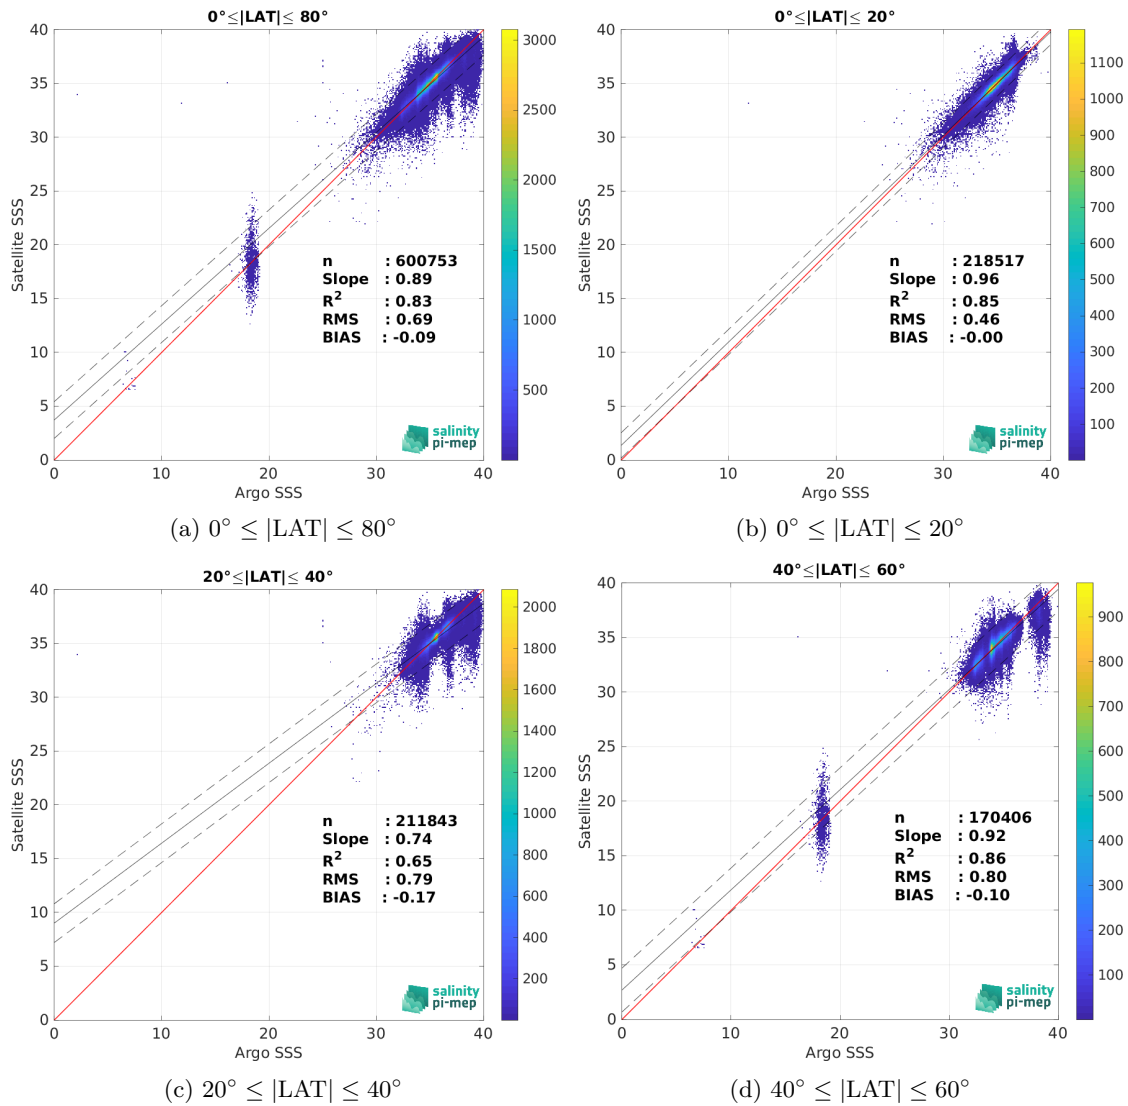 0°≤|LAT|≤ 80°
40
35
30
25
20
15
10
5
0
Satellite SSS
0
10
20
30
40
Argo SSS
3000
2500
2000
1500
1000
500
n : 600753
Slope : 0.89
R² : 0.83
RMS : 0.69
BIAS : -0.09
salinity
pi-mep
(a) 0° ≤ |LAT| ≤ 80°
0°≤|LAT|≤ 20°
40
35
30
25
20
15
10
5
0
Satellite SSS
0
10
20
30
40
Argo SSS
1100
1000
900
800
700
600
500
400
300
200
100
n : 218517
Slope : 0.96
R² : 0.85
RMS : 0.46
BIAS : -0.00
salinity
pi-mep
(b) 0° ≤ |LAT| ≤ 20°
20°≤|LAT|≤ 40°
40
35
30
25
20
15
10
5
0
Satellite SSS
0
10
20
30
40
Argo SSS
2000
1800
1600
1400
1200
1000
800
600
400
200
n : 211843
Slope : 0.74
R² : 0.65
RMS : 0.79
BIAS : -0.17
salinity
pi-mep
(c) 20° ≤ |LAT| ≤ 40°
40°≤|LAT|≤ 60°
40
35
30
25
20
15
10
5
0
Satellite SSS
0
10
20
30
40
Argo SSS
900
800
700
600
500
400
300
200
100
n : 170406
Slope : 0.92
R² : 0.86
RMS : 0.80
BIAS : -0.10
salinity
pi-mep
(d) 40° ≤ |LAT| ≤ 60°